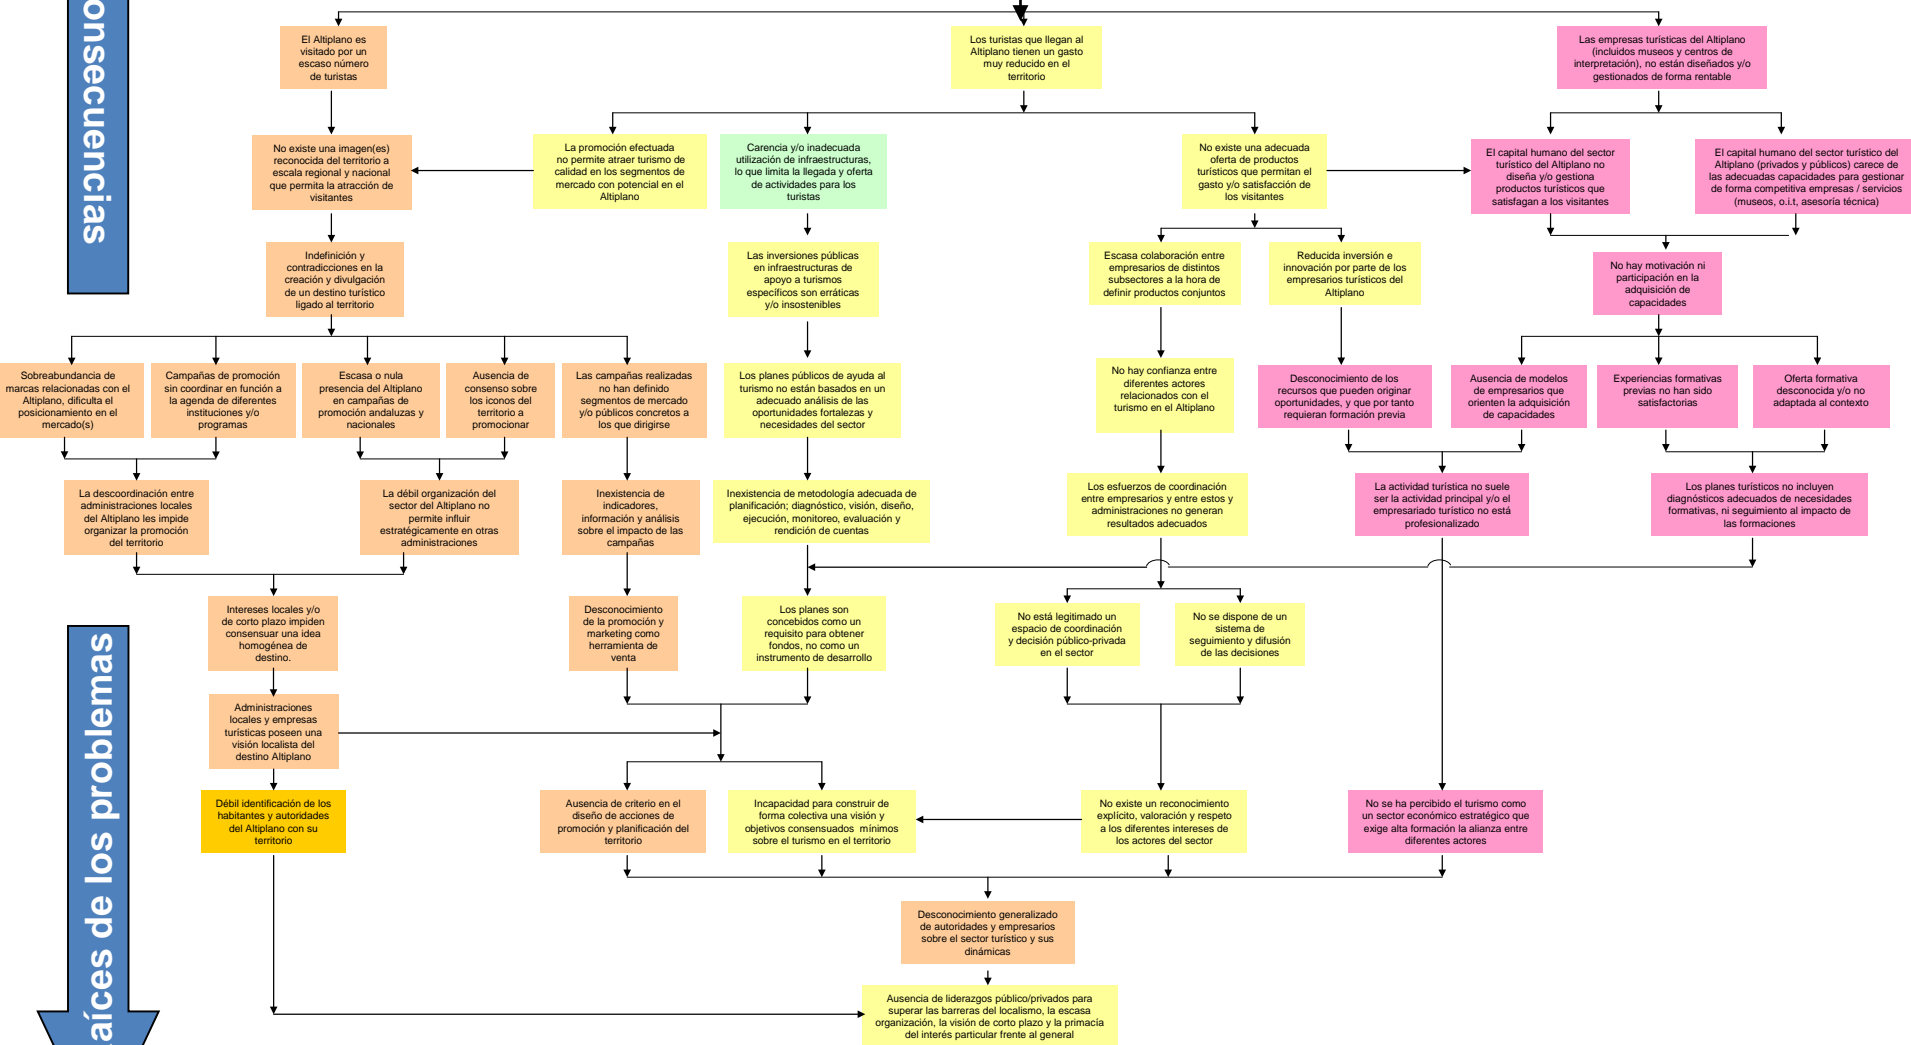 onsecuencias
El Altiplano es
visitado por un
escaso número
de turistas
Los turistas que llegan al
Altiplano tienen un gasto
muy reducido en el
territorio
Las empresas turísticas del Altiplano
(incluidos museos y centros de
interpretación), no están diseñados y/o
gestionados de forma rentable
No existe una imagen(es)
reconocida del territorio a
escala regional y nacional
que permita la atracción de
visitantes
La promoción efectuada
no permite atraer turismo de
calidad en los segmentos de
mercado con potencial en el
Altiplano
Carencia y/o inadecuada
utilización de infraestructuras,
lo que limita la llegada y oferta
de actividades para los
turistas
No existe una adecuada
oferta de productos
turísticos que permitan el
gasto y/o satisfacción de
los visitantes
El capital humano del sector
turístico del Altiplano no
diseña y/o gestiona
productos turísticos que
satisfagan a los visitantes
El capital humano del sector turístico del
Altiplano (privados y públicos) carece de
las adecuadas capacidades para gestionar
de forma competitiva empresas / servicios
(museos, o.i.t, asesoría técnica)
Indefinición y
contradicciones en la
creación y divulgación
de un destino turístico
ligado al territorio
Las inversiones públicas
en infraestructuras de
apoyo a turismos
específicos son erráticas
y/o insostenibles
Escasa colaboración entre
empresarios de distintos
subsectores a la hora de
definir productos conjuntos
Reducida inversión e
innovación por parte de los
empresarios turísticos del
Altiplano
No hay motivación ni
participación en la
adquisición de
capacidades
Sobreabundancia de
marcas relacionadas con el
Altiplano, dificulta el
posicionamiento en el
mercado(s)
Campañas de promoción
sin coordinar en función a
la agenda de diferentes
instituciones y/o
programas
Escasa o nula
presencia del Altiplano
en campañas de
promoción andaluzas y
nacionales
Ausencia de
consenso sobre
los iconos del
territorio a
promocionar
Las campañas realizadas
no han definido
segmentos de mercado
y/o públicos concretos a
los que dirigirse
Los planes públicos de ayuda al
turismo no están basados en un
adecuado análisis de las
oportunidades fortalezas y
necesidades del sector
No hay confianza entre
diferentes actores
relacionados con el
turismo en el Altiplano
Desconocimiento de los
recursos que pueden originar
oportunidades, y que por tanto
requieran formación previa
Ausencia de modelos
de empresarios que
orienten la adquisición
de capacidades
Experiencias formativas
previas no han sido
satisfactorias
Oferta formativa
desconocida y/o no
adaptada al contexto
La descoordinación entre
administraciones locales
del Altiplano les impide
organizar la promoción
del territorio
La débil organización del
sector del Altiplano no
permite influir
estratégicamente en otras
administraciones
Inexistencia de
indicadores,
información y análisis
sobre el impacto de las
campañas
Inexistencia de metodología adecuada de
planificación; diagnóstico, visión, diseño,
ejecución, monitoreo, evaluación y
rendición de cuentas
Los esfuerzos de coordinación
entre empresarios y entre estos y
administraciones no generan
resultados adecuados
La actividad turística no suele
ser la actividad principal y/o el
empresariado turístico no está
profesionalizado
Los planes turísticos no incluyen
diagnósticos adecuados de necesidades
formativas, ni seguimiento al impacto de
las formaciones
Intereses locales y/o
de corto plazo impiden
consensuar una idea
homogénea de
destino.
Desconocimiento
de la promoción y
marketing como
herramienta de
venta
Los planes son
concebidos como un
requisito para obtener
fondos, no como un
instrumento de desarrollo
No está legitimado un
espacio de coordinación
y decisión público-privada
en el sector
No se dispone de un
sistema de
seguimiento y difusión
de las decisiones
aíces de los problemas
Administraciones
locales y empresas
turísticas poseen una
visión localista del
destino Altiplano
Débil identificación de los
habitantes y autoridades
del Altiplano con su
territorio
Ausencia de criterio en el
diseño de acciones de
promoción y planificación del
territorio
Incapacidad para construir de
forma colectiva una visión y
objetivos consensuados mínimos
sobre el turismo en el territorio
No existe un reconocimiento
explícito, valoración y respeto
a los diferentes intereses de
los actores del sector
No se ha percibido el turismo como
un sector económico estratégico que
exige alta formación la alianza entre
diferentes actores
Desconocimiento generalizado
de autoridades y empresarios
sobre el sector turístico y sus
dinámicas
Ausencia de liderazgos público/privados para
superar las barreras del localismo, la escasa
organización, la visión de corto plazo y la primacía
del interés particular frente al general